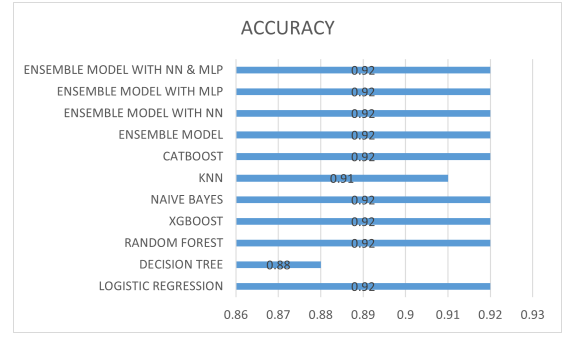 ACCURACY
ENSEMBLE MODEL WITH NN & MLP 0.92
ENSEMBLE MODEL WITH MLP 0.92
ENSEMBLE MODEL WITH NN 0.92
ENSEMBLE MODEL 0.92
CATBOOST 0.92
KNN 0.91
NAIVE BAYES 0.92
XGBOOST 0.92
RANDOM FOREST 0.92
DECISION TREE 0.88
LOGISTIC REGRESSION 0.92
0.86 0.87 0.88 0.89 0.9 0.91 0.92 0.93